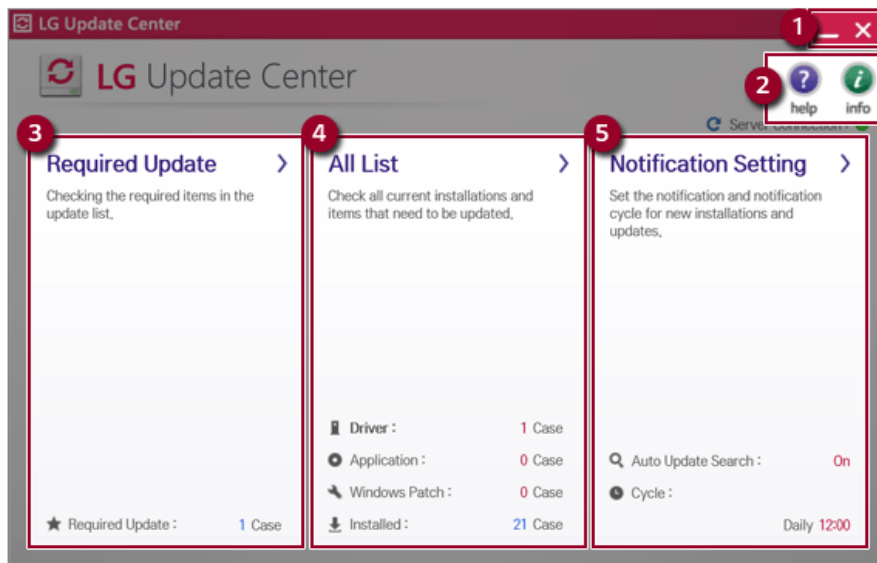 LG Update Center
1
LG Update Center
2
help
info
Server Connection :
3
Required Update
Checking the required items in the
update list.
Required Update : 1 Case
4
All List
Check all current installations and
items that need to be updated.
Driver : 1 Case
Application : 0 Case
Windows Patch : 0 Case
Installed : 21 Case
5
Notification Setting
Set the notification and notification
cycle for new installations and
updates.
Auto Update Search : On
Cycle :
Daily 12:00